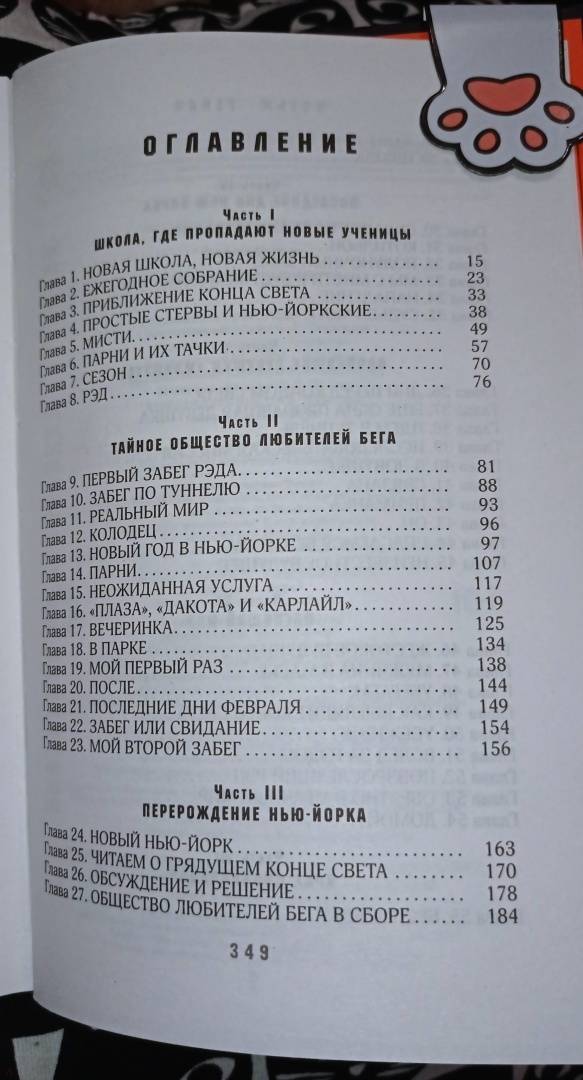 ОГЛАВЛЕНИЕ
Часть I
ШКОЛА, ГДЕ ПРОПАДАЮТ НОВЫЕ УЧЕНИЦЫ
Глава 1. НОВАЯ ШКОЛА, НОВАЯ ЖИЗНЬ 15
Глава 2. ЕЖЕГОДНОЕ СОБРАНИЕ 23
Глава 3. ПРИБЛИЖЕНИЕ КОНЦА СВЕТА 33
Глава 4. ПРОСТЫЕ СТЕРВЫ И НЬЮ-ЙОРКСКИЕ 38
Глава 5. МИСТИ 49
Глава 6. ПАРНИ И ИХ ТАЧКИ 57
Глава 7. СЕЗОН 70
Глава 8. РЭД 76
Часть II
ТАЙНОЕ ОБЩЕСТВО ЛЮБИТЕЛЕЙ БЕГА
Глава 9. ПЕРВЫЙ ЗАБЕГ РЭДА 81
Глава 10. ЗАБЕГ ПО ТУННЕЛЮ 88
Глава 11. РЕАЛЬНЫЙ МИР 93
Глава 12. КОЛОДЕЦ 96
Глава 13. НОВЫЙ ГОД В НЬЮ-ЙОРКЕ 97
Глава 14. ПАРНИ 107
Глава 15. НЕОЖИДАННАЯ УСЛУГА 117
Глава 16. «ПЛАЗА», «ДАКОТА» И «КАРЛАЙЛ» 119
Глава 17. ВЕЧЕРИНКА 125
Глава 18. В ПАРКЕ 134
Глава 19. МОЙ ПЕРВЫЙ РАЗ 138
Глава 20. ПОСЛЕ 144
Глава 21. ПОСЛЕДНИЕ ДНИ ФЕВРАЛЯ 149
Глава 22. ЗАБЕГ ИЛИ СВИДАНИЕ 154
Глава 23. МОЙ ВТОРОЙ ЗАБЕГ 156
Часть III
ПЕРЕРОЖДЕНИЕ НЬЮ-ЙОРКА
Глава 24. НОВЫЙ НЬЮ-ЙОРК 163
Глава 25. ЧИТАЕМ О ГРЯДУЩЕМ КОНЦЕ СВЕТА 170
Глава 26. ОБСУЖДЕНИЕ И РЕШЕНИЕ 178
Глава 27. ОБЩЕСТВО ЛЮБИТЕЛЕЙ БЕГА В СБОРЕ 184
349